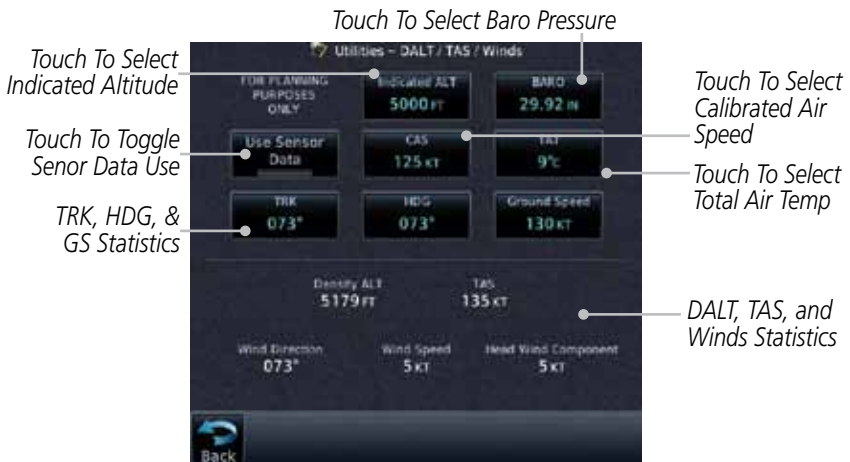 Touch To Select Baro Pressure
Touch To Select
Indicated Altitude
Touch To Toggle
Senor Data Use
TRK, HDG, &
GS Statistics
Utilities – DALT / TAS / Winds
FOR PLANNING
PURPOSES
ONLY
Indicated ALT
5000 FT
BARO
29.92 IN
Use Sensor
Data
CAS
125 KT
TAT
9°C
TRK
073°
HDG
073°
Ground Speed
130 KT
Density ALT
5179 FT
TAS
135 KT
Wind Direction
073°
Wind Speed
5 KT
Head Wind Component
5 KT
Back
Touch To Select
Calibrated Air
Speed
Touch To Select
Total Air Temp
DALT, TAS, and
Winds Statistics